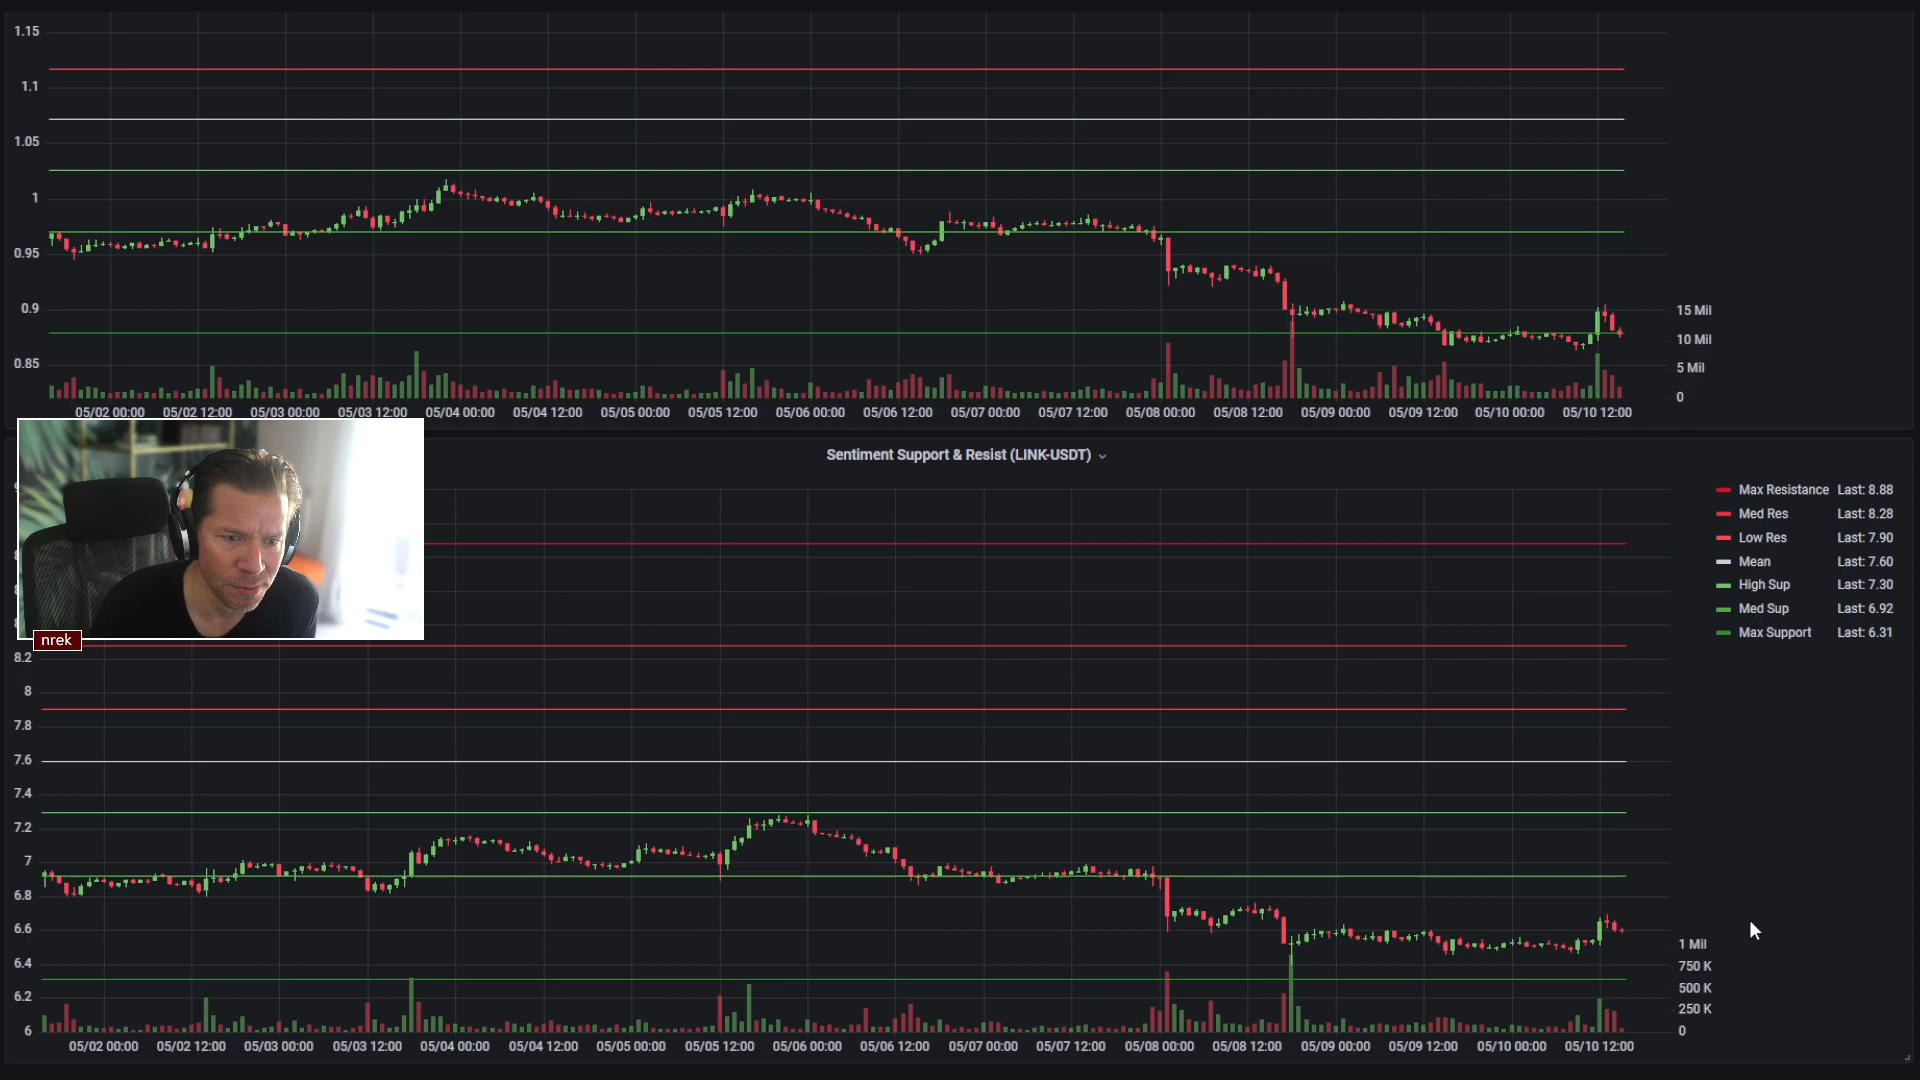 1.15
1.1
1.05
1
0.95
0.9
0.85
15 Mil
10 Mil
5 Mil
0
05/02 00:00 05/02 12:00 05/03 00:00 05/03 12:00 05/04 00:00 05/04 12:00 05/05 00:00 05/05 12:00 05/06 00:00 05/06 12:00 05/07 00:00 05/07 12:00 05/08 00:00 05/08 12:00 05/09 00:00 05/09 12:00 05/10 00:00 05/10 12:00
Sentiment Support & Resist (LINK-USDT)
Max Resistance Last: 8.88
Med Res Last: 8.28
Low Res Last: 7.90
Mean Last: 7.60
High Sup Last: 7.30
Med Sup Last: 6.92
Max Support Last: 6.31
nrek
8.2
8
7.8
7.6
7.4
7.2
7
6.8
6.6
6.4
6.2
6
1 Mil
750 K
500 K
250 K
0
05/02 00:00 05/02 12:00 05/03 00:00 05/03 12:00 05/04 00:00 05/04 12:00 05/05 00:00 05/05 12:00 05/06 00:00 05/06 12:00 05/07 00:00 05/07 12:00 05/08 00:00 05/08 12:00 05/09 00:00 05/09 12:00 05/10 00:00 05/10 12:00